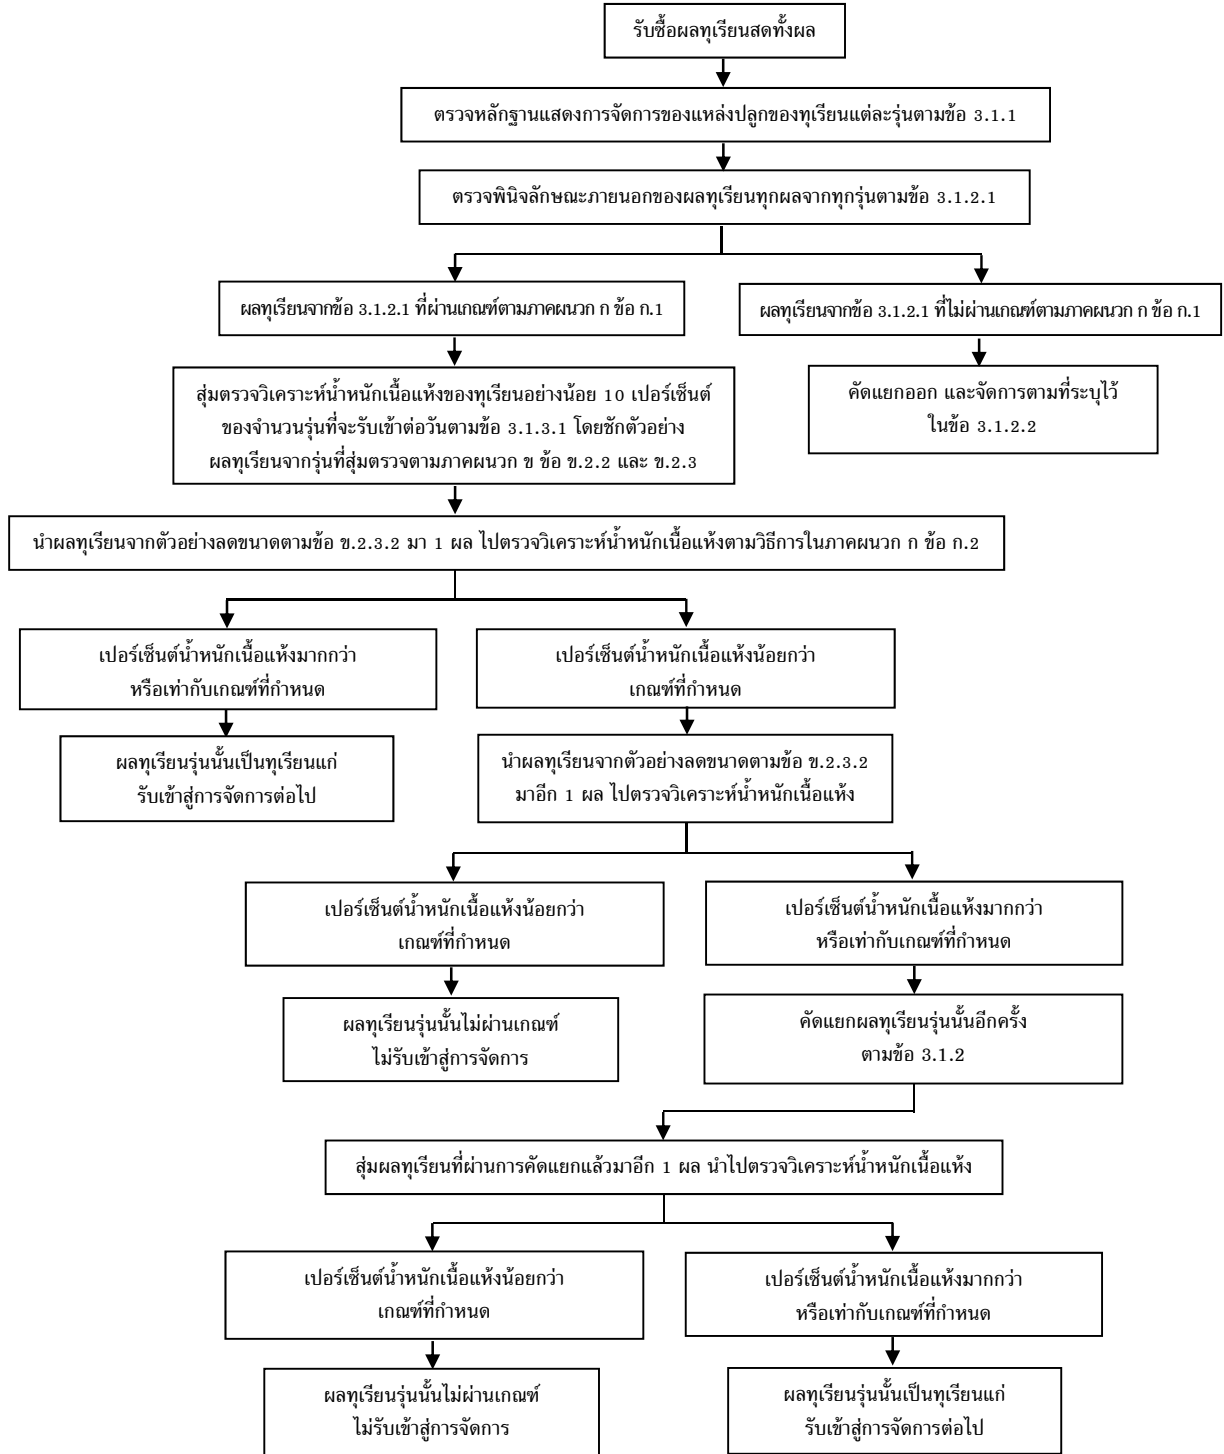 รับซื้อผลทุเรียนสดทั้งผล
ตรวจหลักฐานแสดงการจัดการของแหล่งปลูกของทุเรียนแต่ละรุ่นตามข้อ 3.1.1
ตรวจพินิจลักษณะภายนอกของผลทุเรียนทุกผลจากทุกรุ่นตามข้อ 3.1.2.1
ผลทุเรียนจากข้อ 3.1.2.1 ที่ผ่านเกณฑ์ตามภาคผนวก ก ข้อ ก.1
ผลทุเรียนจากข้อ 3.1.2.1 ที่ไม่ผ่านเกณฑ์ตามภาคผนวก ก ข้อ ก.1
สุ่มตรวจวิเคราะห์น้ำหนักเนื้อแห้งของทุเรียนอย่างน้อย 10 เปอร์เซ็นต์
ของจำนวนรุ่นที่จะรับเข้าต่อวันตามข้อ 3.1.3.1 โดยชักตัวอย่าง
ผลทุเรียนจากรุ่นที่สุ่มตรวจตามภาคผนวก ข ข้อ ข.2.2 และ ข.2.3
คัดแยกออก และจัดการตามที่ระบุไว้
ในข้อ 3.1.2.2
นำผลทุเรียนจากตัวอย่างลดขนาดตามข้อ ข.2.3.2 มา 1 ผล ไปตรวจวิเคราะห์น้ำหนักเนื้อแห้งตามวิธีการในภาคผนวก ก ข้อ ก.2
เปอร์เซ็นต์น้ำหนักเนื้อแห้งมากกว่า
หรือเท่ากับเกณฑ์ที่กำหนด
เปอร์เซ็นต์น้ำหนักเนื้อแห้งน้อยกว่า
เกณฑ์ที่กำหนด
ผลทุเรียนรุ่นนั้นเป็นทุเรียนแก่
รับเข้าสู่การจัดการต่อไป
นำผลทุเรียนจากตัวอย่างลดขนาดตามข้อ ข.2.3.2
มาอีก 1 ผล ไปตรวจวิเคราะห์น้ำหนักเนื้อแห้ง
เปอร์เซ็นต์น้ำหนักเนื้อแห้งน้อยกว่า
เกณฑ์ที่กำหนด
เปอร์เซ็นต์น้ำหนักเนื้อแห้งมากกว่า
หรือเท่ากับเกณฑ์ที่กำหนด
ผลทุเรียนรุ่นนั้นไม่ผ่านเกณฑ์
ไม่รับเข้าสู่การจัดการ
คัดแยกผลทุเรียนรุ่นนั้นอีกครั้ง
ตามข้อ 3.1.2
สุ่มผลทุเรียนที่ผ่านการคัดแยกแล้วมาอีก 1 ผล นำไปตรวจวิเคราะห์น้ำหนักเนื้อแห้ง
เปอร์เซ็นต์น้ำหนักเนื้อแห้งน้อยกว่า
เกณฑ์ที่กำหนด
เปอร์เซ็นต์น้ำหนักเนื้อแห้งมากกว่า
หรือเท่ากับเกณฑ์ที่กำหนด
ผลทุเรียนรุ่นนั้นไม่ผ่านเกณฑ์
ไม่รับเข้าสู่การจัดการ
ผลทุเรียนรุ่นนั้นเป็นทุเรียนแก่
รับเข้าสู่การจัดการต่อไป